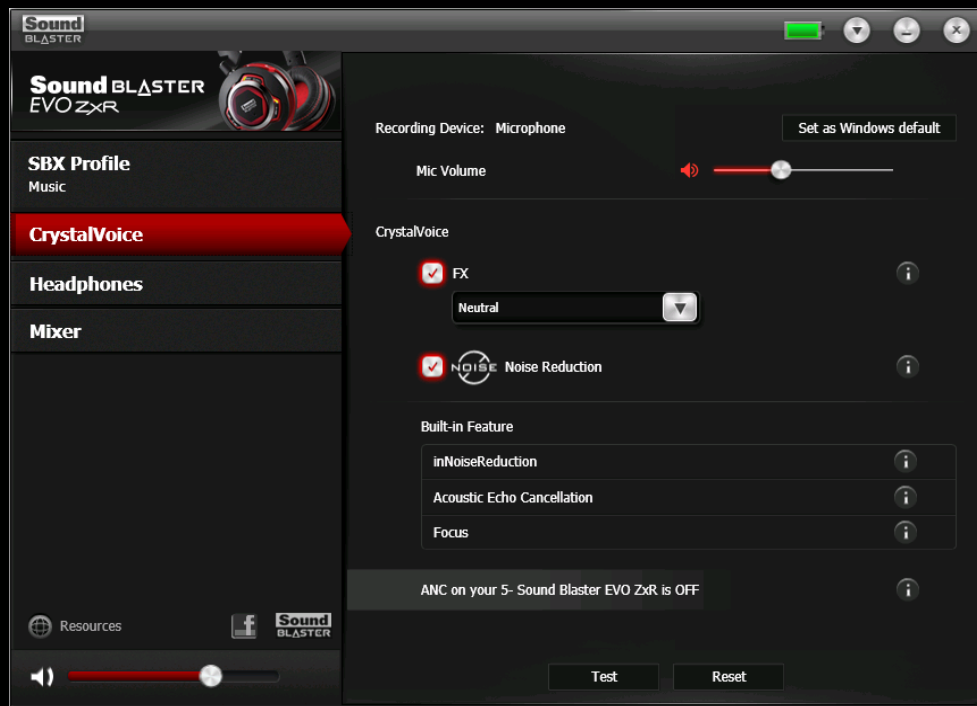 Sound
BLASTER
Sound BLASTER
EVO ZxR
SBX Profile
Music
CrystalVoice
Headphones
Mixer
Resources
f
Sound
BLASTER
Recording Device: Microphone
Set as Windows default
Mic Volume
CrystalVoice
FX
Neutral
NOISE Noise Reduction
Built-in Feature
inNoiseReduction
Acoustic Echo Cancellation
Focus
ANC on your 5- Sound Blaster EVO ZxR is OFF
Test
Reset